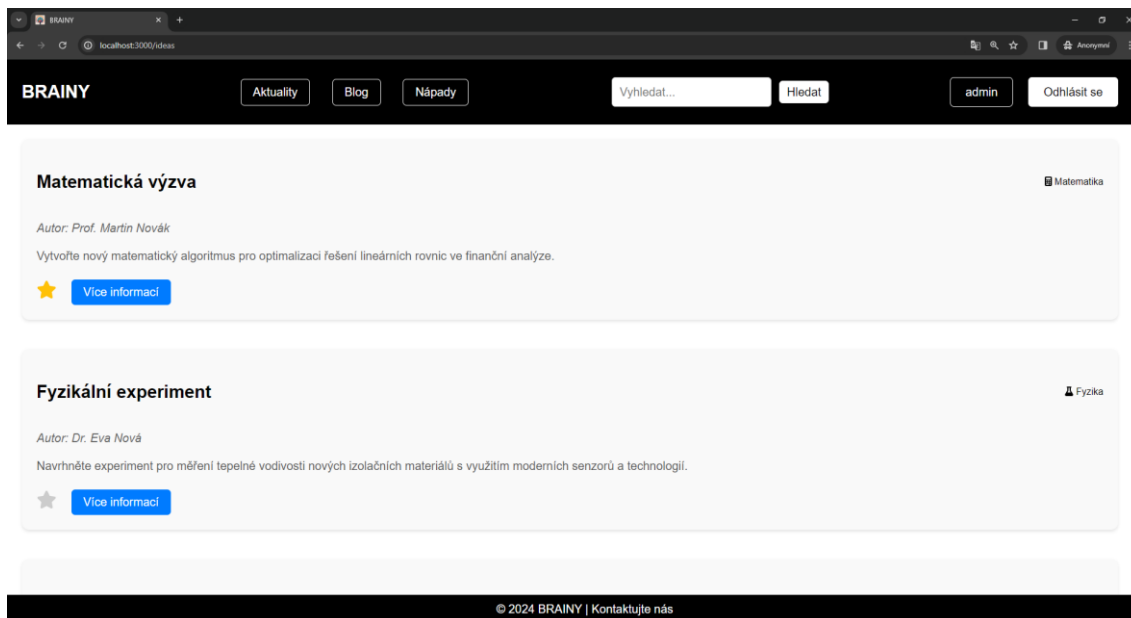 BRAINY
localhost:3000/ideas
Anonymní
BRAINY Aktuality Blog Nápady Vyhledat... Hledat admin Odhlásit se
Matematická výzva Matematika
Autor: Prof. Martin Novák
Vytvořte nový matematický algoritmus pro optimalizaci řešení lineárních rovnic ve finanční analýze.
Více informací
Fyzikální experiment Fyzika
Autor: Dr. Eva Nová
Navrhněte experiment pro měření tepelné vodivosti nových izolačních materiálů s využitím moderních senzorů a technologií.
Více informací
© 2024 BRAINY | Kontaktujte nás